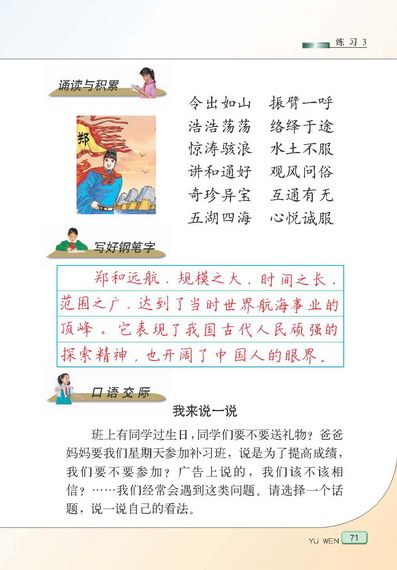 练习3
诵读与积累
令出如山 振臂一呼
浩浩荡荡 络绎于途
惊涛骇浪 水土不服
讲和通好 观风问俗
奇珍异宝 互通有无
五湖四海 心悦诚服
郑
写好钢笔字
郑和远航，规模之大，时间之长，
范围之广，达到了当时世界航海事业的
顶峰。它表现了我国古代人民顽强的
探索精神，也开阔了中国人的眼界。
口语交际
我来说一说
班上有同学过生日，同学们要不要送礼物？爸爸
妈妈要我们星期天参加补习班，说是为了提高成绩，
我们要不要参加？广告上说的，我们该不该相
信？……我们经常会遇到这类问题。请选择一个话
题，说一说自己的看法。
YU WEN 71